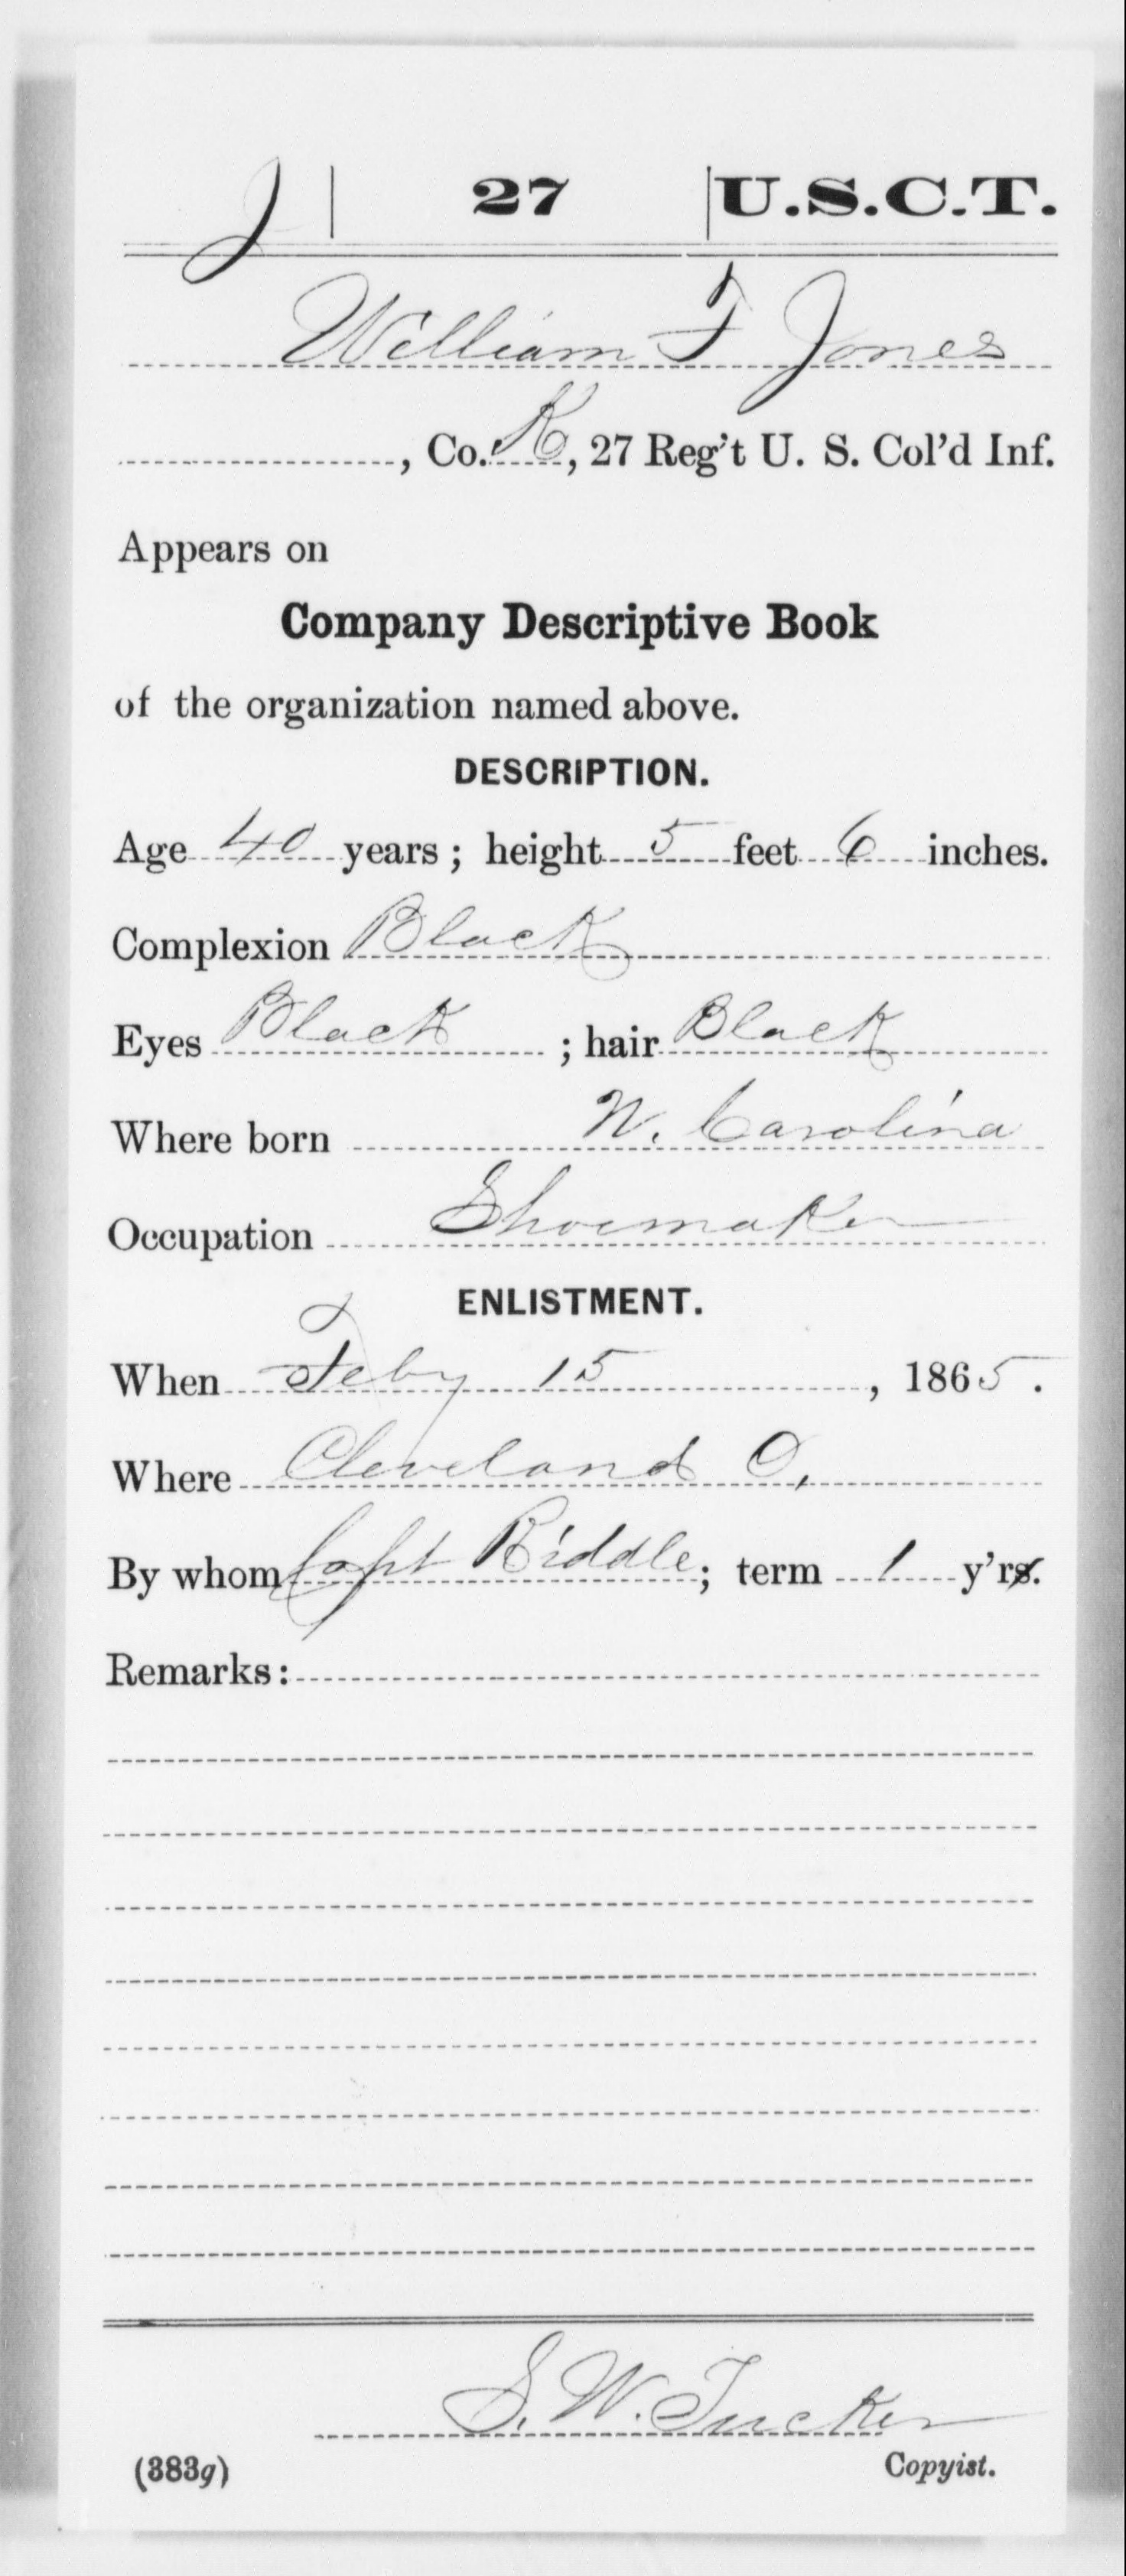 J | 27 | U.S.C.T.
William F Jones
, Co. K, 27 Reg't U. S. Col'd Inf.
Appears on
Company Descriptive Book
of the organization named above.
DESCRIPTION.
Age 40 years; height 5 feet 6 inches.
Complexion Black
Eyes Black ; hair Black
Where born N. Carolina
Occupation Shoemaker
ENLISTMENT.
When Feby 15, 1865.
Where Cleveland O,
By whom Capt Riddle; term 1 y'rs.
Remarks:
S. W. Tucker
(383g) Copyist.